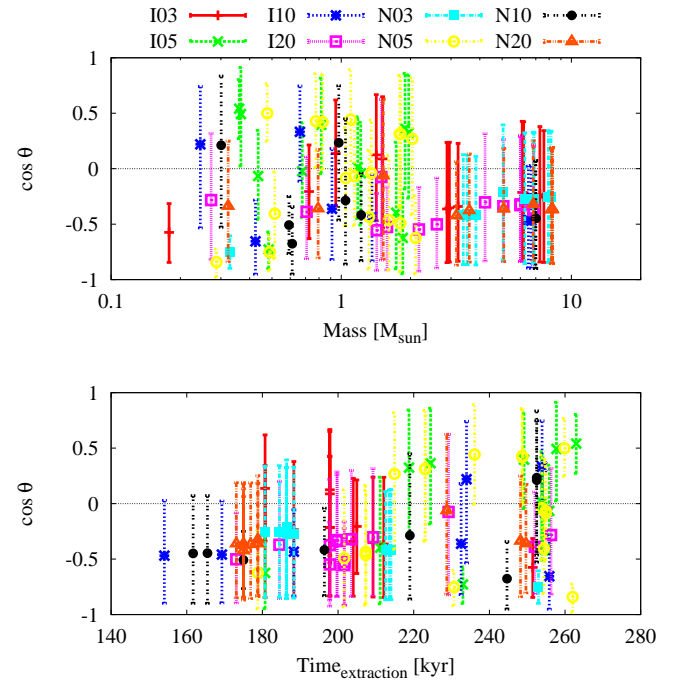 I03 I10 N03 N10
I05 I20 N05 N20
1
0.5
0
-0.5
-1
cos θ
0.1 1 10
Mass [M_sun]
1
0.5
0
-0.5
-1
cos θ
140 160 180 200 220 240 260 280
Time_extraction [kyr]